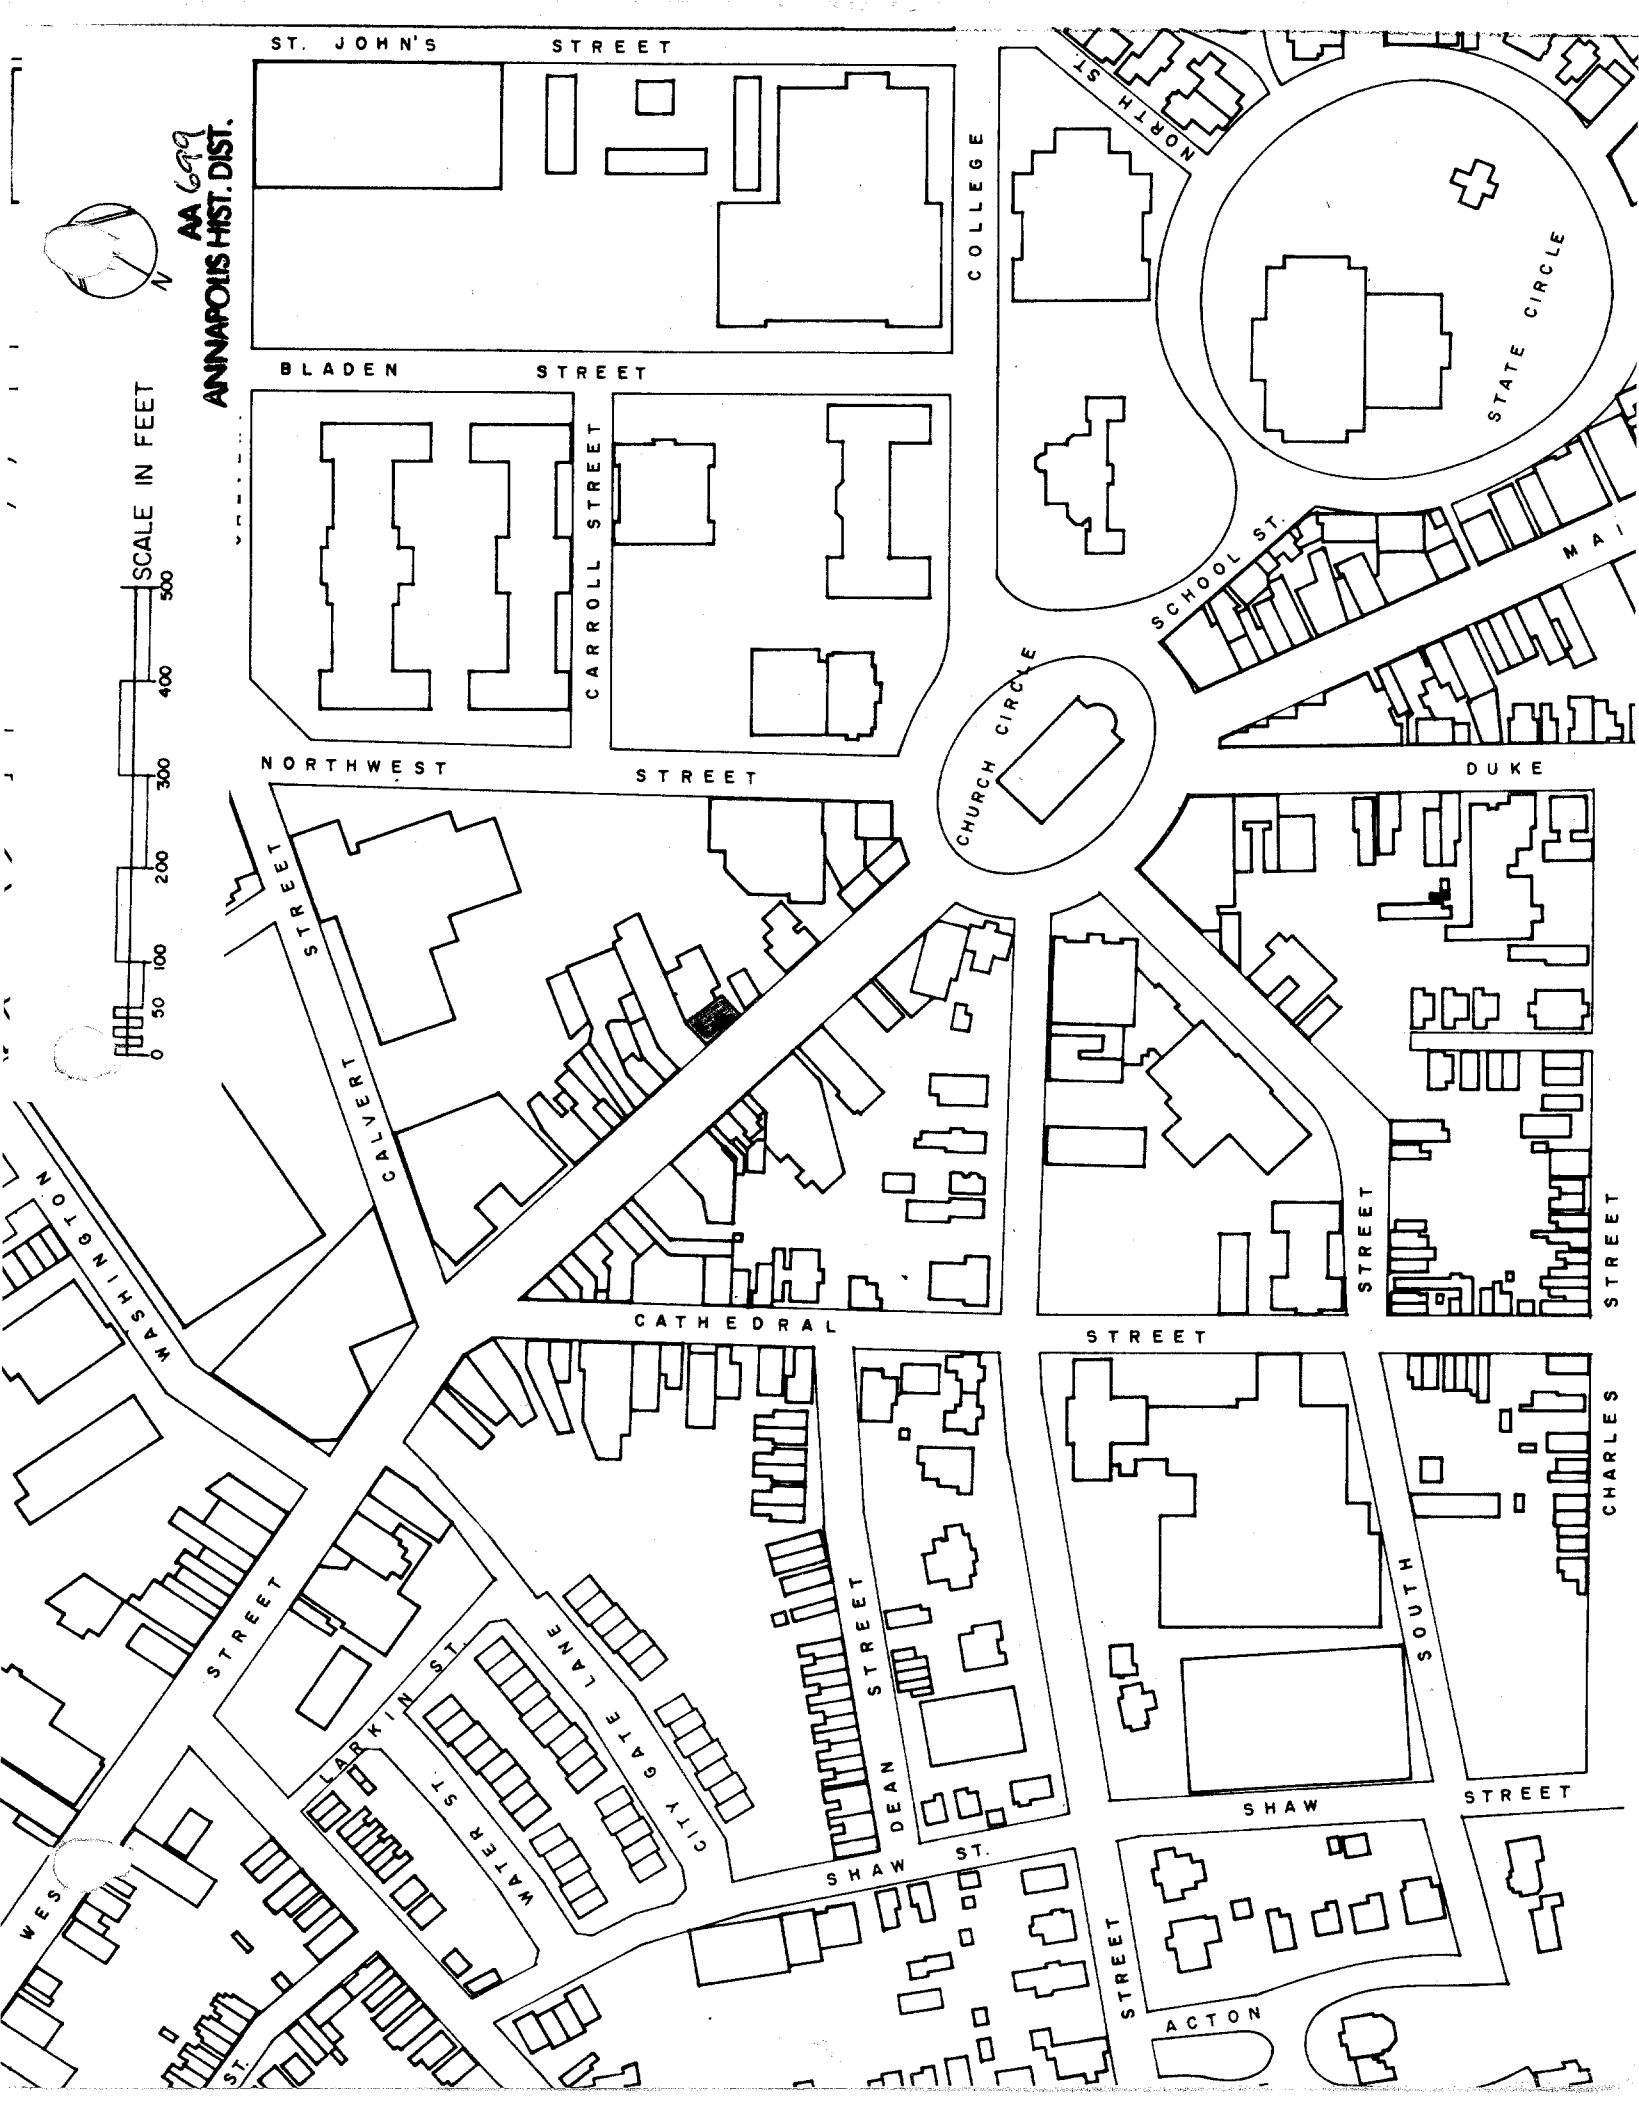 ST. JOHN'S STREET
NORTH ST.
AA 699
ANNAPOLIS HIST. DIST.
N
COLLEGE
STATE CIRCLE
BLADEN STREET
SCALE IN FEET
500
400
300
200
100
50
0
CARROLL STREET
SCHOOL ST.
MAI
CHURCH CIRCLE
NORTHWEST STREET
DUKE
STREET
CALVERT
WASHINGTON
STREET
STREET
CATHEDRAL STREET
CHARLES
STREET
SOUTH
STREET
LARKIN ST.
CITY GATE LANE
WATER ST.
DEAN
SHAW STREET
SHAW ST.
WES
STREET
ACTON
ST.